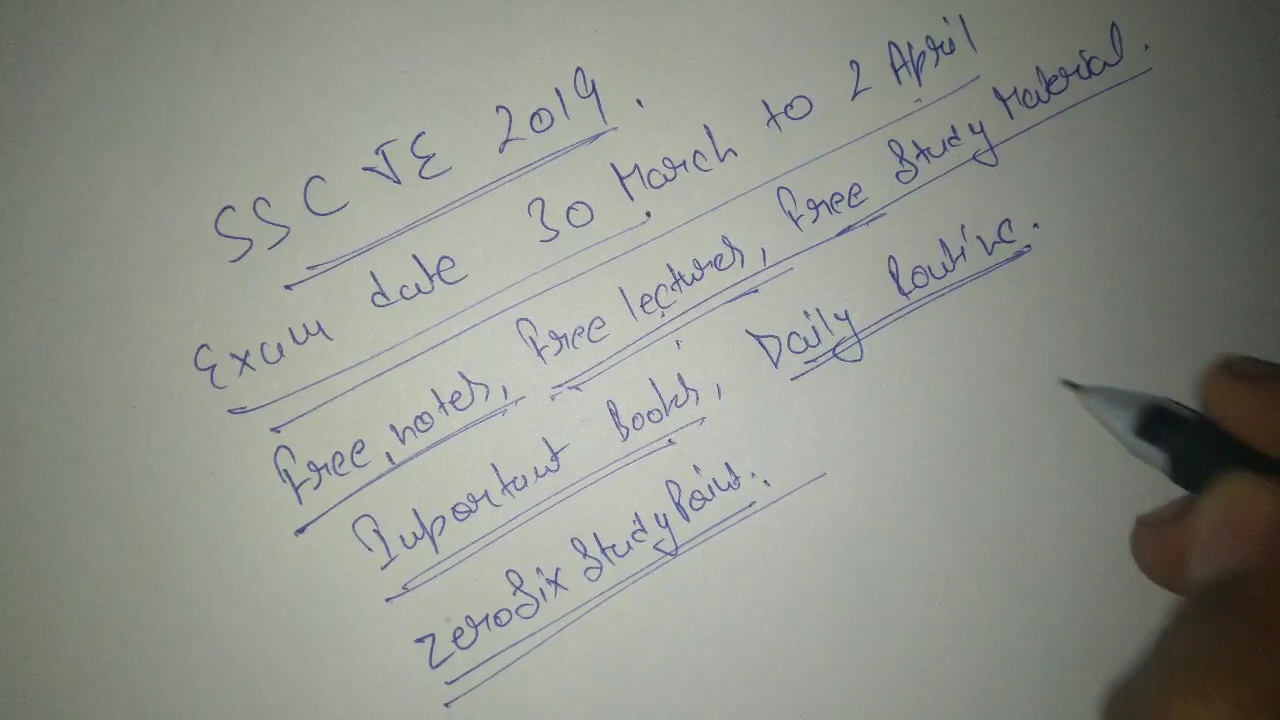 SSC JE 2019.
Exam date 30 March to 2 April
Free notes, Free lectures, Free Study Material.
Important Books, Daily Routine.
ZeroSix Study Point.